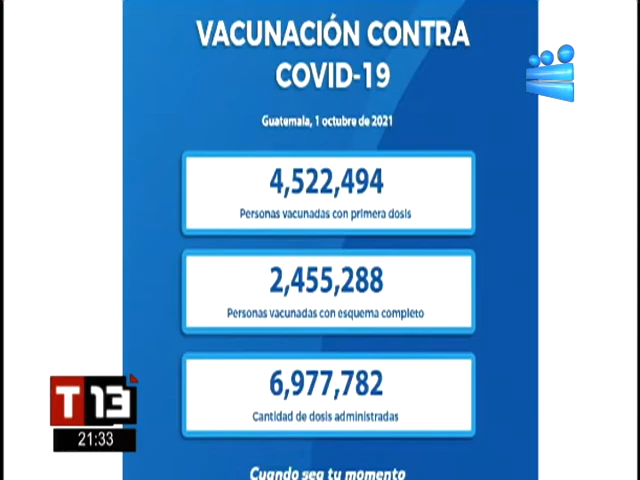 VACUNACIÓN CONTRA
COVID-19
Guatemala, 1 octubre de 2021
4,522,494
Personas vacunadas con primera dosis
2,455,288
Personas vacunadas con esquema completo
6,977,782
Cantidad de dosis administradas
T 13
21:33
Cuando sea tu momento